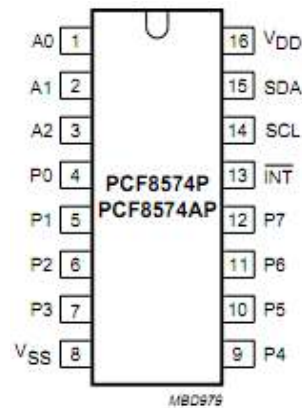 A0 1 16 VDD
A1 2 15 SDA
A2 3 14 SCL
P0 4 13 INT
PCF8574P
PCF8574AP
P1 5 12 P7
P2 6 11 P6
P3 7 10 P5
VSS 8 9 P4
MBD979